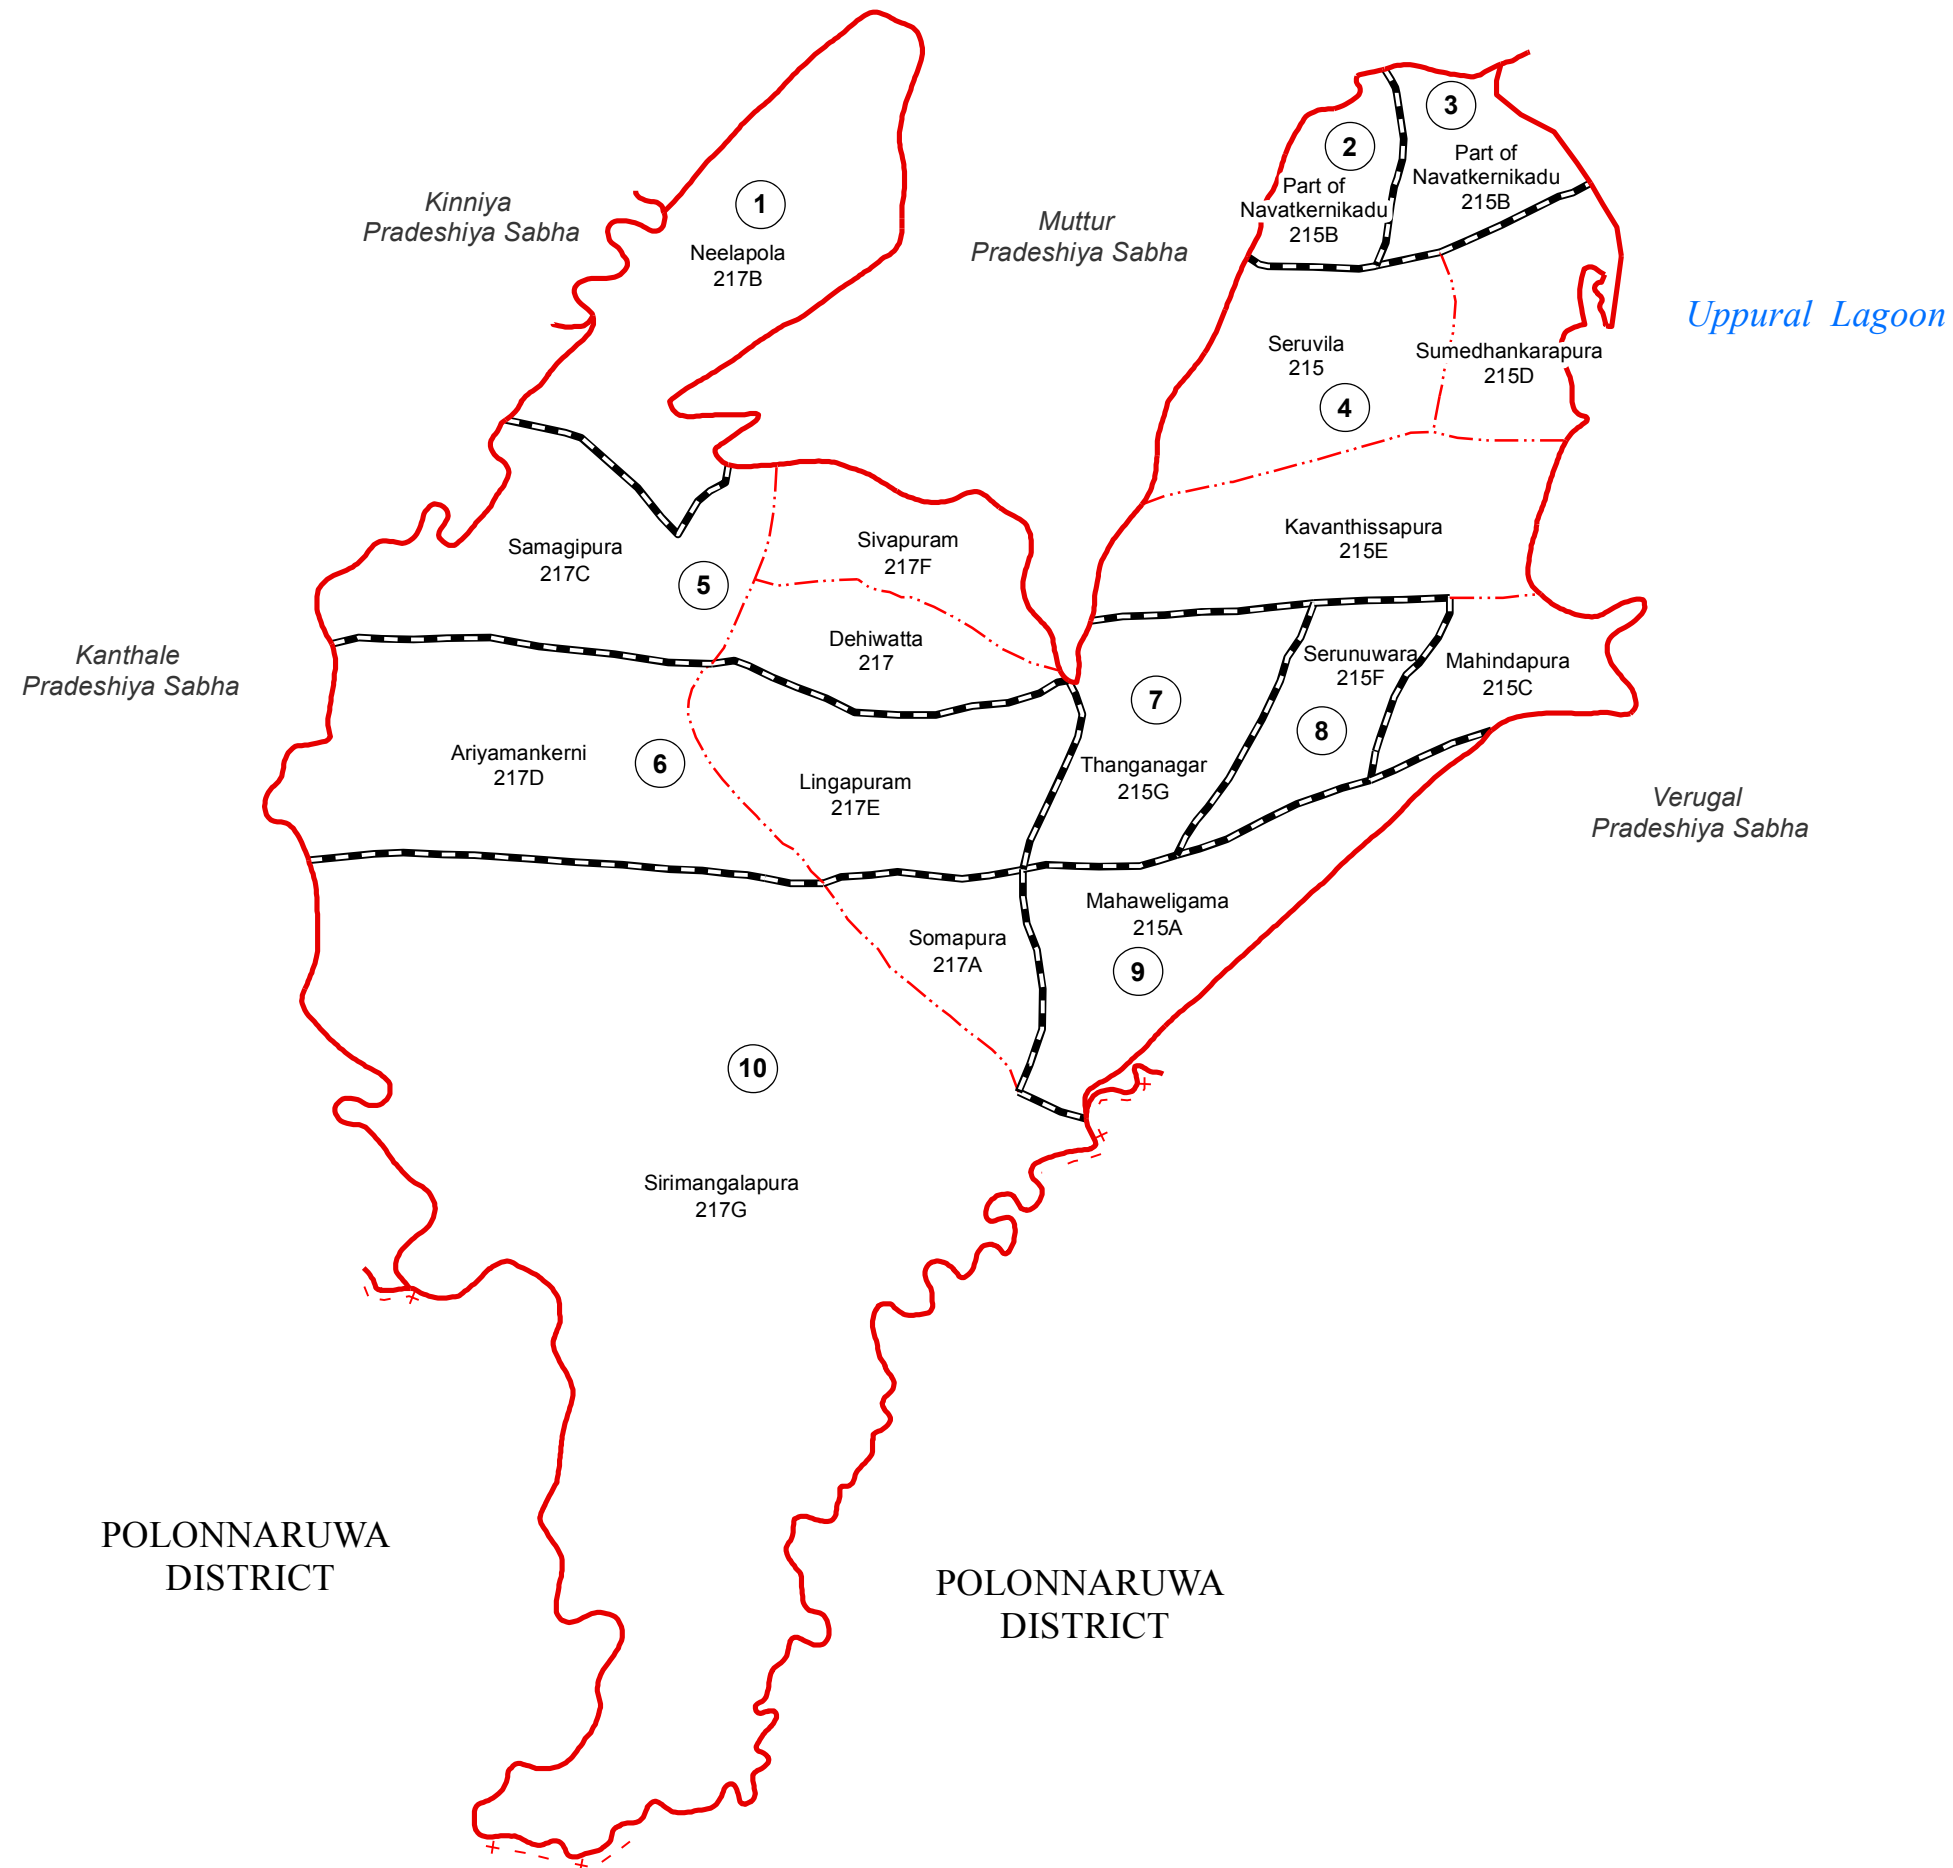 3
2
Part of
Navatkernikadu
215B
Part of
Navatkernikadu
215B
1
Neelapola
217B
Kinniya
Pradeshiya Sabha
Muttur
Pradeshiya Sabha
Uppural Lagoon
Seruvila
215
4
Sumedhankarapura
215D
Kavanthissapura
215E
Samagipura
217C
5
Sivapuram
217F
Dehiwatta
217
Kanthale
Pradeshiya Sabha
Serunuwara
215F
8
Mahindapura
215C
7
Thanganagar
215G
Ariyamankerni
217D
6
Lingapuram
217E
Verugal
Pradeshiya Sabha
Mahaweligama
215A
9
Somapura
217A
10
Sirimangalapura
217G
POLONNARUWA
DISTRICT
POLONNARUWA
DISTRICT